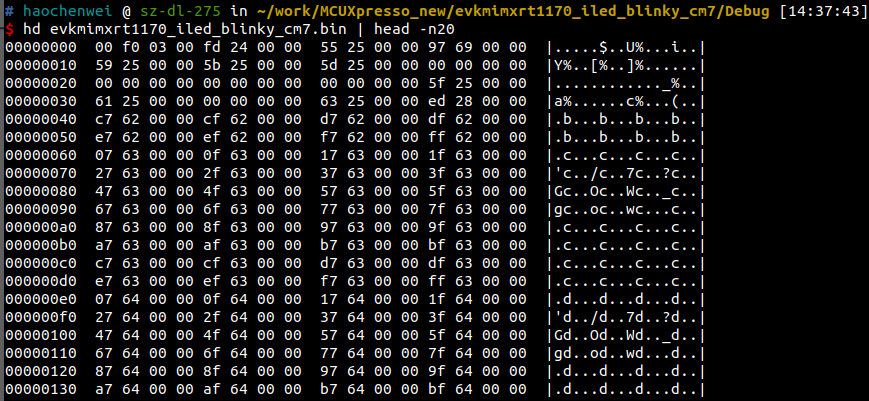 # haochenwei @ sz-dl-275 in ~/work/MCUXpresso_new/evkmimxrt1170_iled_blinky_cm7/Debug [14:37:43]
$ hd evkmimxrt1170_iled_blinky_cm7.bin | head -n20
00000000  00 f0 03 00 fd 24 00 00  55 25 00 00 97 69 00 00  |.....$..U%...i..|
00000010  59 25 00 00 5b 25 00 00  5d 25 00 00 00 00 00 00  |Y%..[%..]%......|
00000020  00 00 00 00 00 00 00 00  00 00 00 00 5f 25 00 00  |............_%..|
00000030  61 25 00 00 00 00 00 00  63 25 00 00 ed 28 00 00  |a%......c%...(..|
00000040  c7 62 00 00 cf 62 00 00  d7 62 00 00 df 62 00 00  |.b...b...b...b..|
00000050  e7 62 00 00 ef 62 00 00  f7 62 00 00 ff 62 00 00  |.b...b...b...b..|
00000060  07 63 00 00 0f 63 00 00  17 63 00 00 1f 63 00 00  |.c...c...c...c..|
00000070  27 63 00 00 2f 63 00 00  37 63 00 00 3f 63 00 00  |'c../c..7c..?c..|
00000080  47 63 00 00 4f 63 00 00  57 63 00 00 5f 63 00 00  |Gc..Oc..Wc.._c..|
00000090  67 63 00 00 6f 63 00 00  77 63 00 00 7f 63 00 00  |gc..oc..wc...c..|
000000a0  87 63 00 00 8f 63 00 00  97 63 00 00 9f 63 00 00  |.c...c...c...c..|
000000b0  a7 63 00 00 af 63 00 00  b7 63 00 00 bf 63 00 00  |.c...c...c...c..|
000000c0  c7 63 00 00 cf 63 00 00  d7 63 00 00 df 63 00 00  |.c...c...c...c..|
000000d0  e7 63 00 00 ef 63 00 00  f7 63 00 00 ff 63 00 00  |.c...c...c...c..|
000000e0  07 64 00 00 0f 64 00 00  17 64 00 00 1f 64 00 00  |.d...d...d...d..|
000000f0  27 64 00 00 2f 64 00 00  37 64 00 00 3f 64 00 00  |'d../d..7d..?d..|
00000100  47 64 00 00 4f 64 00 00  57 64 00 00 5f 64 00 00  |Gd..Od..Wd.._d..|
00000110  67 64 00 00 6f 64 00 00  77 64 00 00 7f 64 00 00  |gd..od..wd...d..|
00000120  87 64 00 00 8f 64 00 00  97 64 00 00 9f 64 00 00  |.d...d...d...d..|
00000130  a7 64 00 00 af 64 00 00  b7 64 00 00 bf 64 00 00  |.d...d...d...d..|